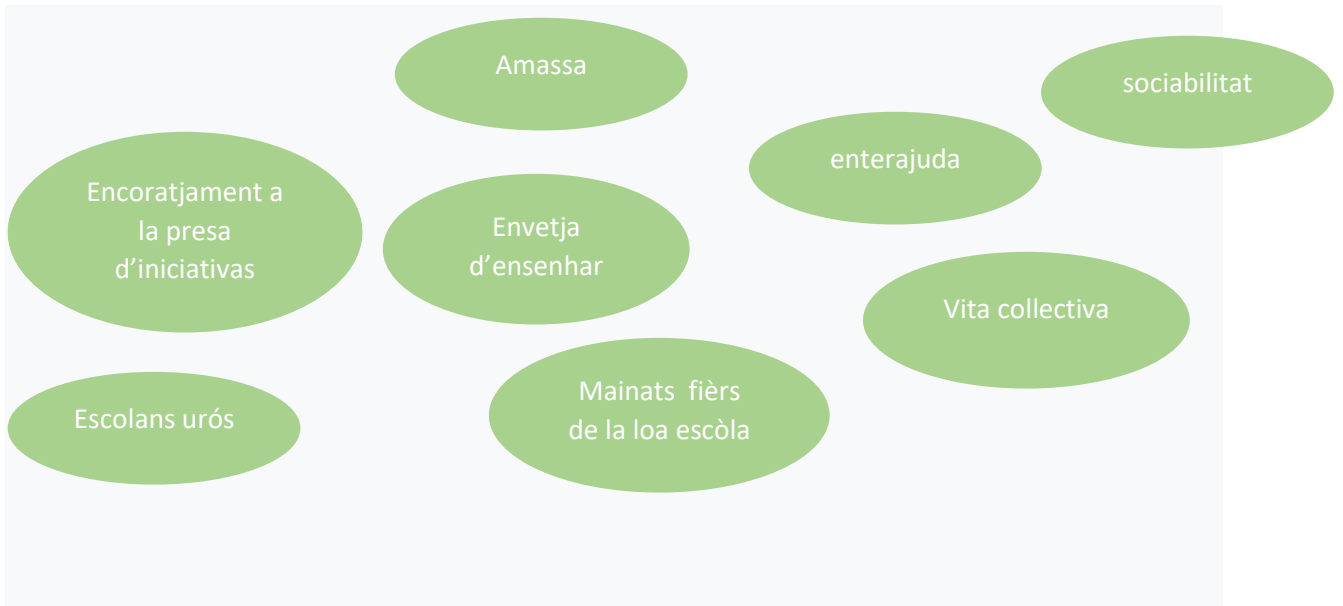 Amassa
sociabilitat
enterajuda
Encoratjament a
la presa
d’iniciativas
Envetja
d’ensenhar
Vita collectiva
Mainats  fièrs
de la loa escòla
Escolans urós